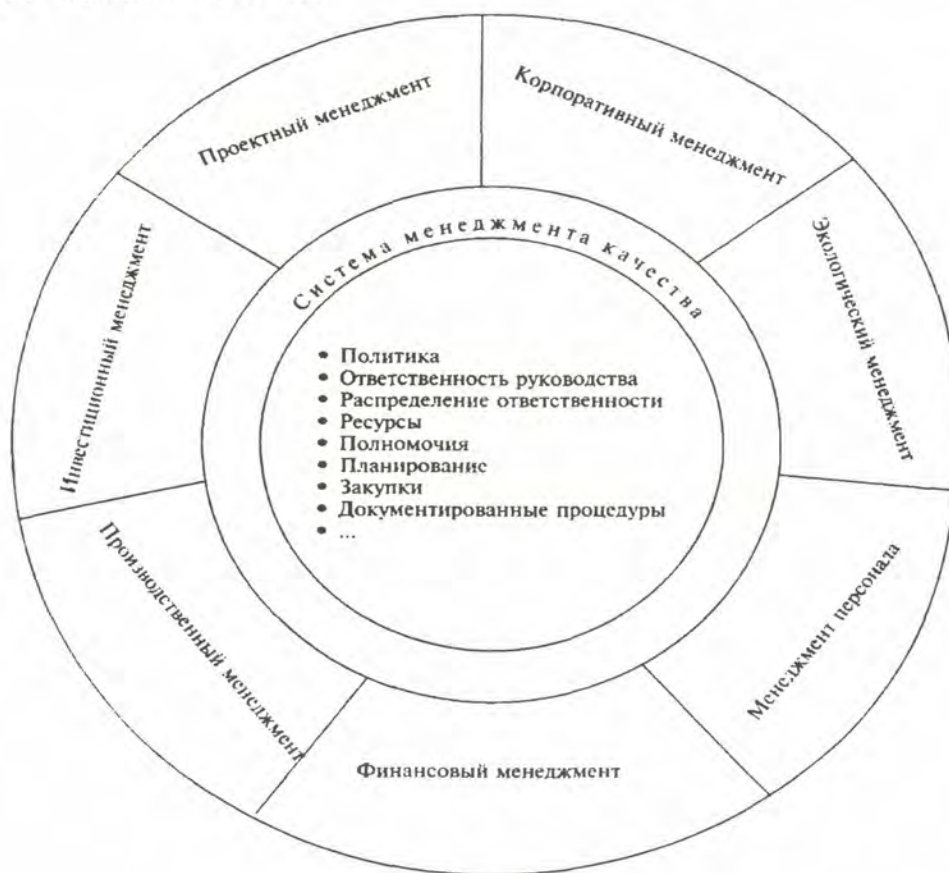 Проектный менеджмент
Корпоративный менеджмент
Экологический менеджмент
Менеджмент персонала
Финансовый менеджмент
Производственный менеджмент
Инвестиционный менеджмент
Система менеджмента качества
• Политика
• Ответственность руководства
• Распределение ответственности
• Ресурсы
• Полномочия
• Планирование
• Закупки
• Документированные процедуры
• ...